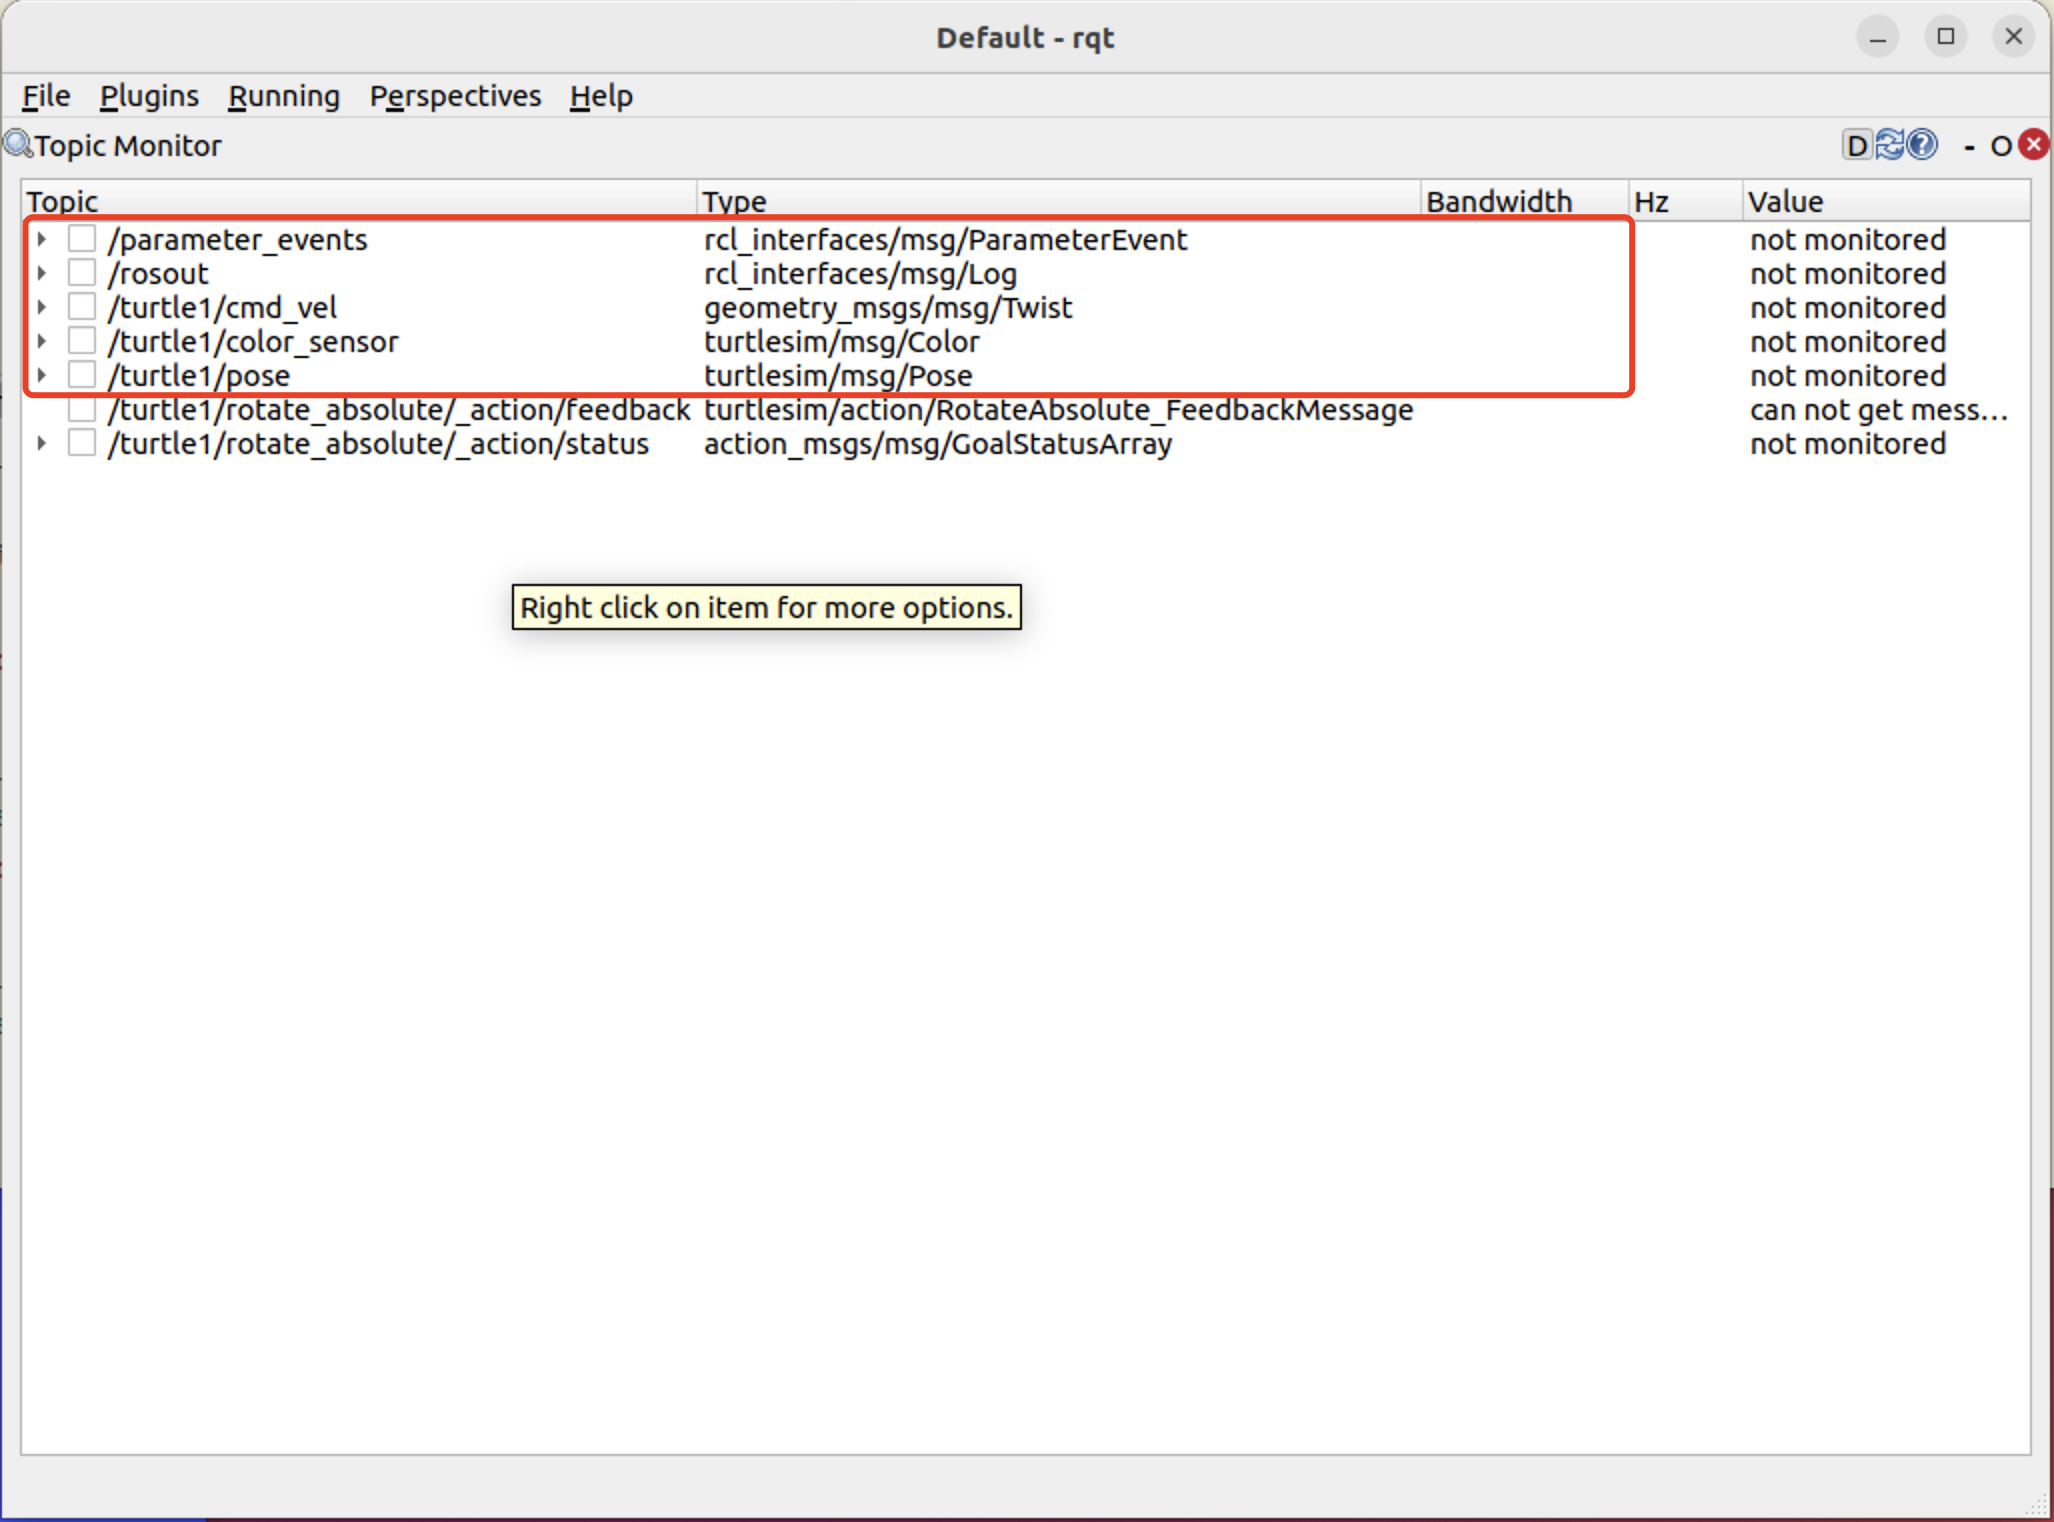 Default - rqt
File Plugins Running Perspectives Help
Topic Monitor D ? - O
Topic Type Bandwidth Hz Value
/parameter_events rcl_interfaces/msg/ParameterEvent not monitored
/rosout rcl_interfaces/msg/Log not monitored
/turtle1/cmd_vel geometry_msgs/msg/Twist not monitored
/turtle1/color_sensor turtlesim/msg/Color not monitored
/turtle1/pose turtlesim/msg/Pose not monitored
/turtle1/rotate_absolute/_action/feedback turtlesim/action/RotateAbsolute_FeedbackMessage can not get mess...
/turtle1/rotate_absolute/_action/status action_msgs/msg/GoalStatusArray not monitored
Right click on item for more options.